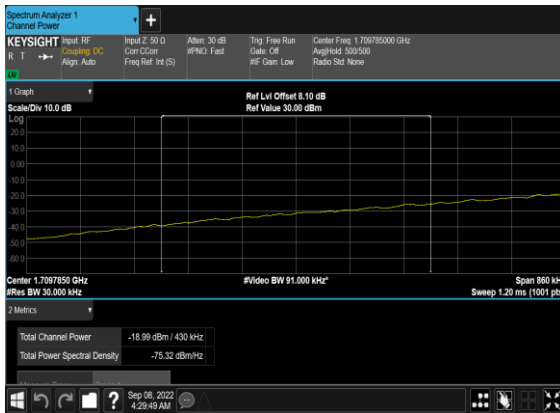 Spectrum Analyzer 1
Channel Power
KEYSIGHT
R T
Input: RF
Coupling: DC
Align: Auto
Input Z: 50 Ω
Corr CCorr
Freq Ref: Int (S)
Atten: 30 dB
#PNO: Fast
Trig: Free Run
Gate: Off
#IF Gain: Low
Center Freq: 1.709785000 GHz
Avg|Hold: 500/500
Radio Std: None
1 Graph
Scale/Div 10.0 dB
Ref Lvl Offset 8.10 dB
Ref Value 30.00 dBm
Log
20.0
10.0
0.00
-10.0
-20.0
-30.0
-40.0
-50.0
-60.0
Center 1.7097850 GHz
#Res BW 30.000 kHz
#Video BW 91.000 kHz*
Span 860 kH
Sweep 1.20 ms (1001 pts
2 Metrics
Total Channel Power
-18.99 dBm / 430 kHz
Total Power Spectral Density
-75.32 dBm/Hz
Sep 08, 2022
4:29:49 AM